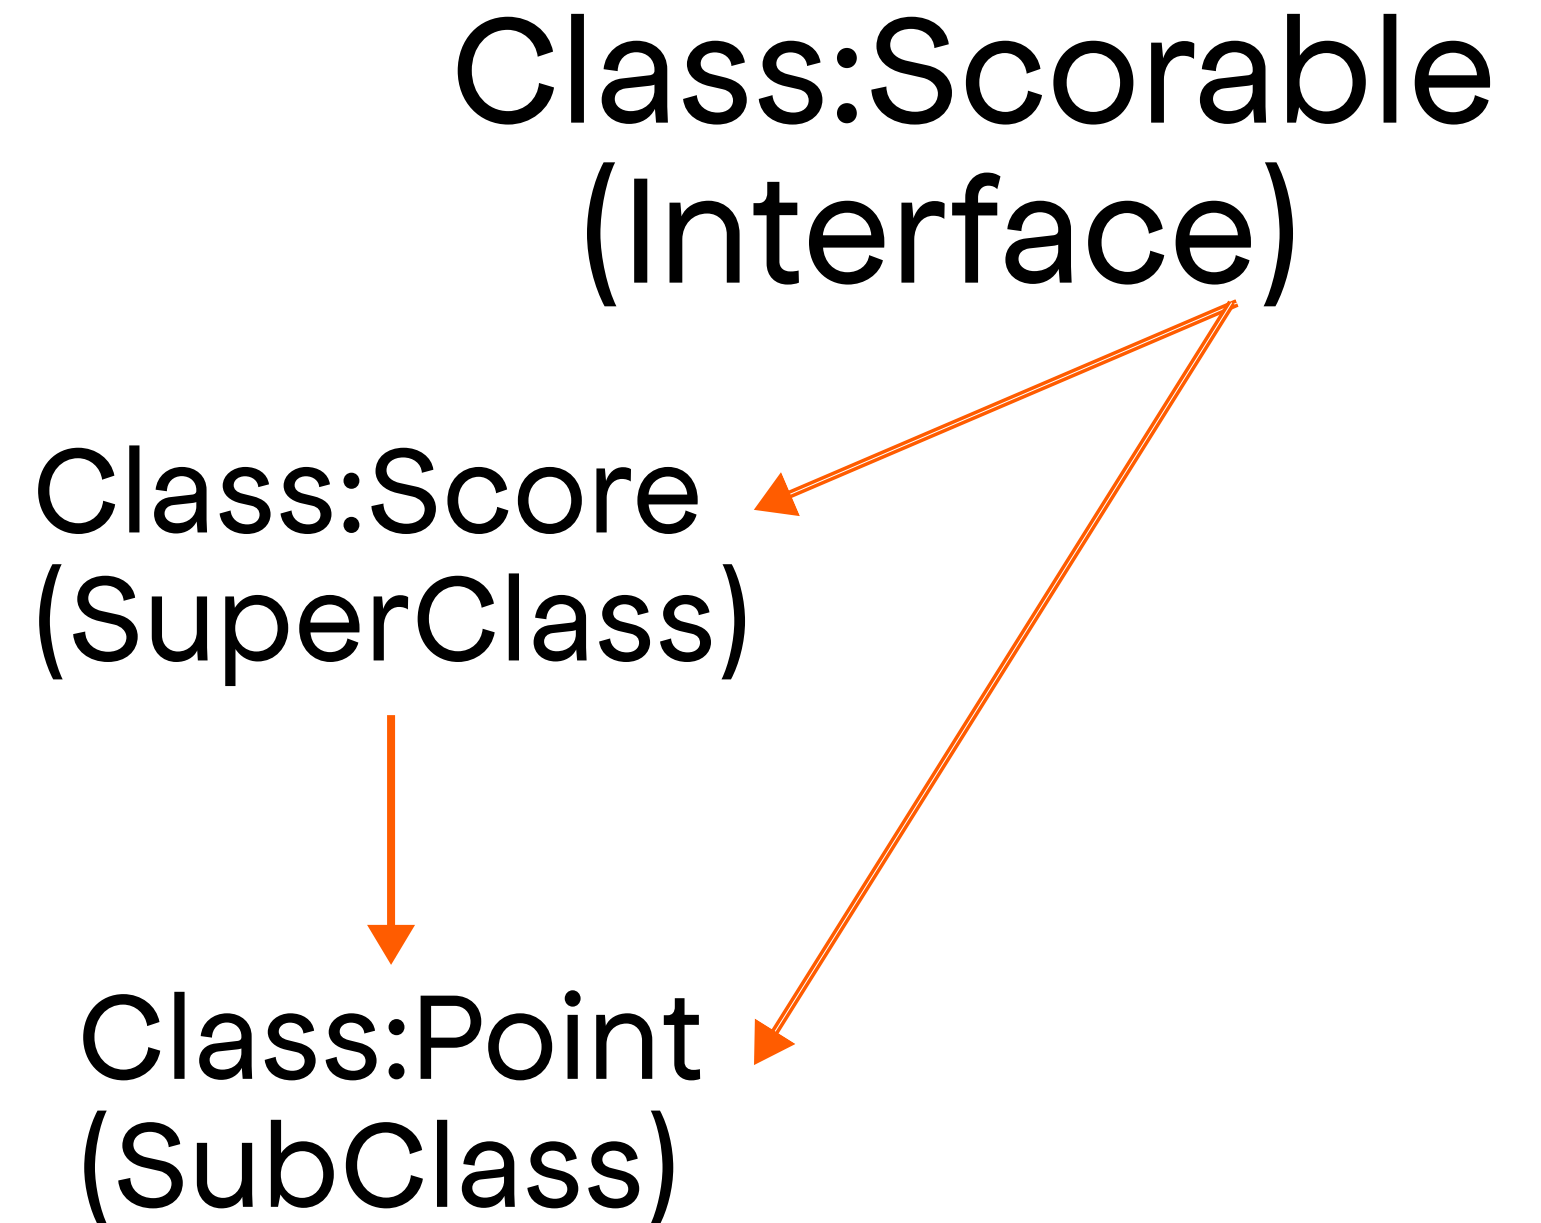 Class:Scorable
(Interface)
Class:Score
(SuperClass)
Class:Point
(SubClass)